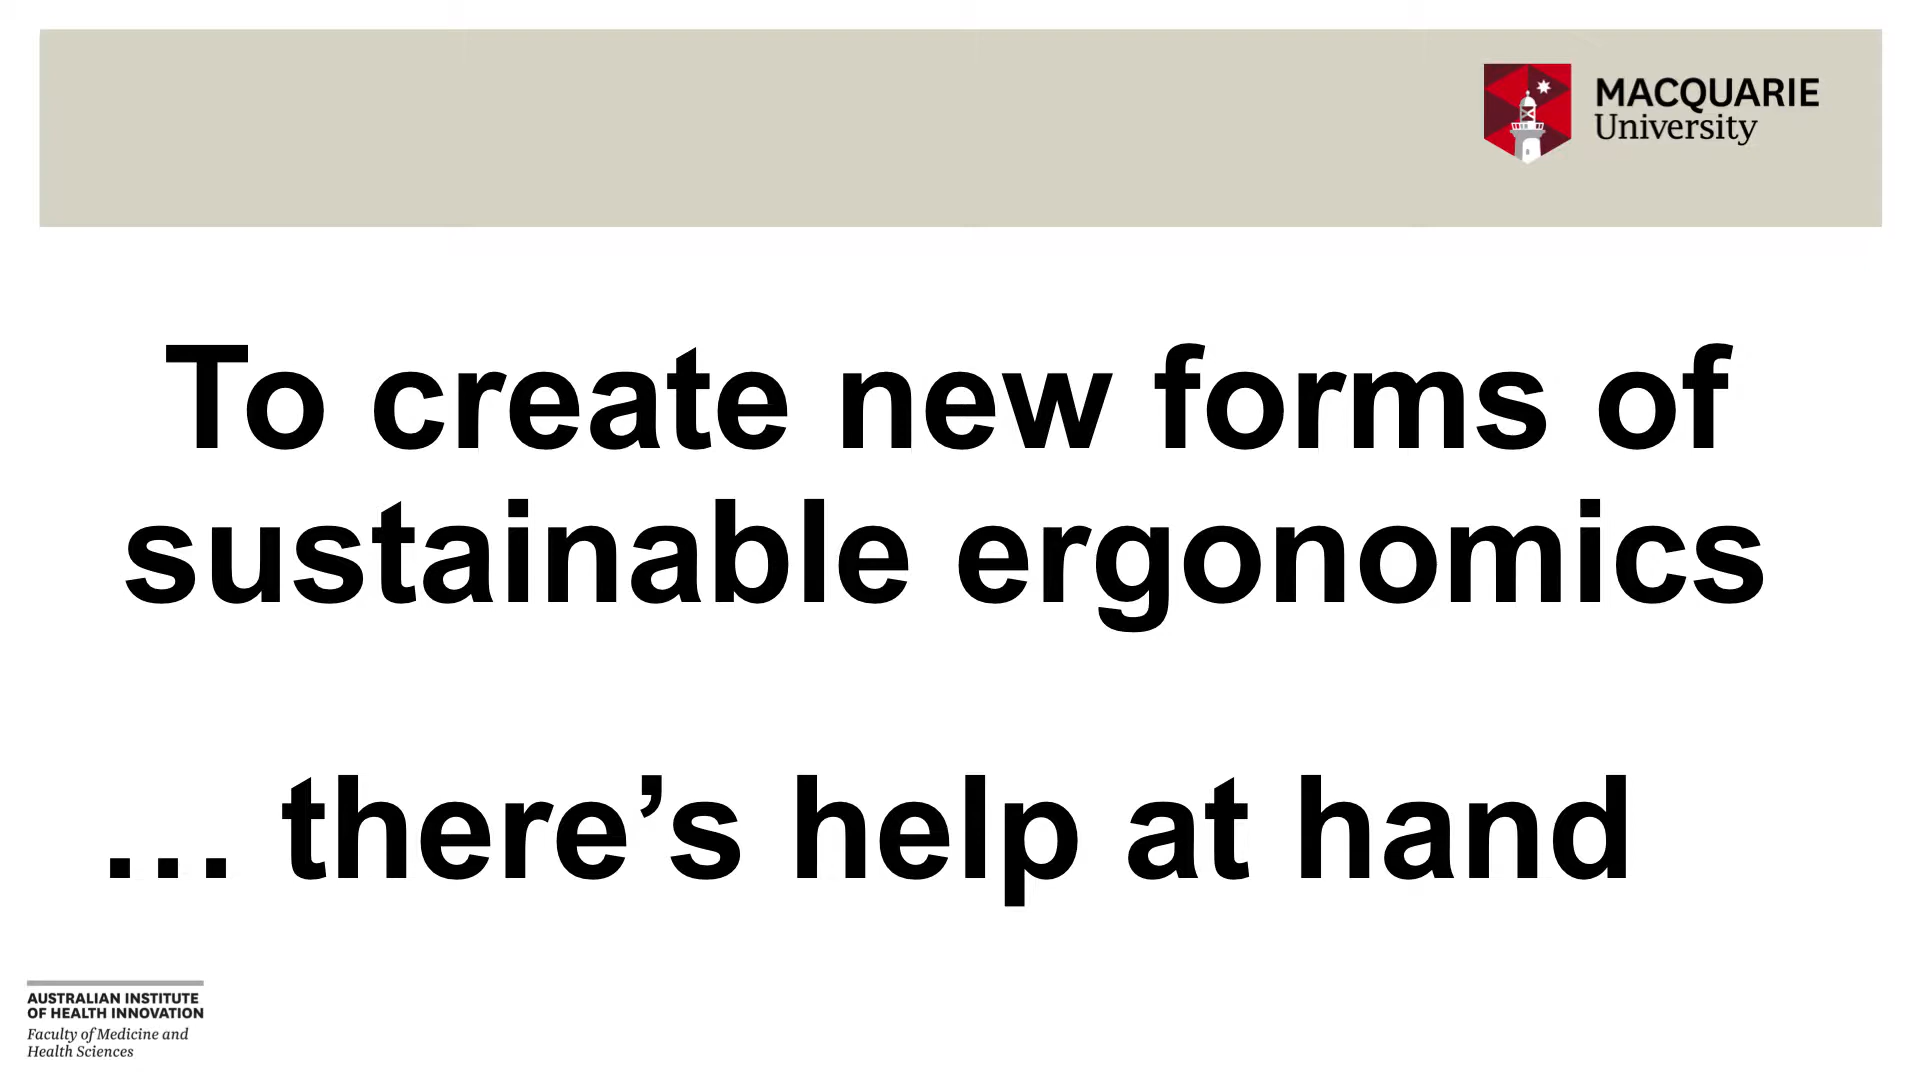 MACQUARIE
University
To create new forms of
sustainable ergonomics
… there’s help at hand
AUSTRALIAN INSTITUTE
OF HEALTH INNOVATION
Faculty of Medicine and
Health Sciences